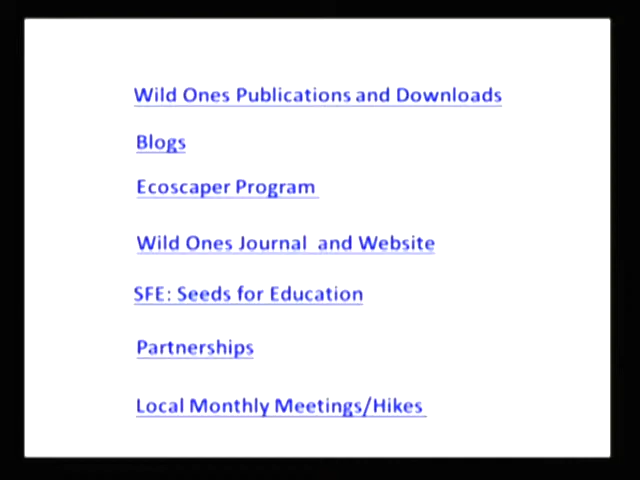 Wild Ones Publications and Downloads
Blogs
Ecoscaper Program
Wild Ones Journal  and Website
SFE: Seeds for Education
Partnerships
Local Monthly Meetings/Hikes